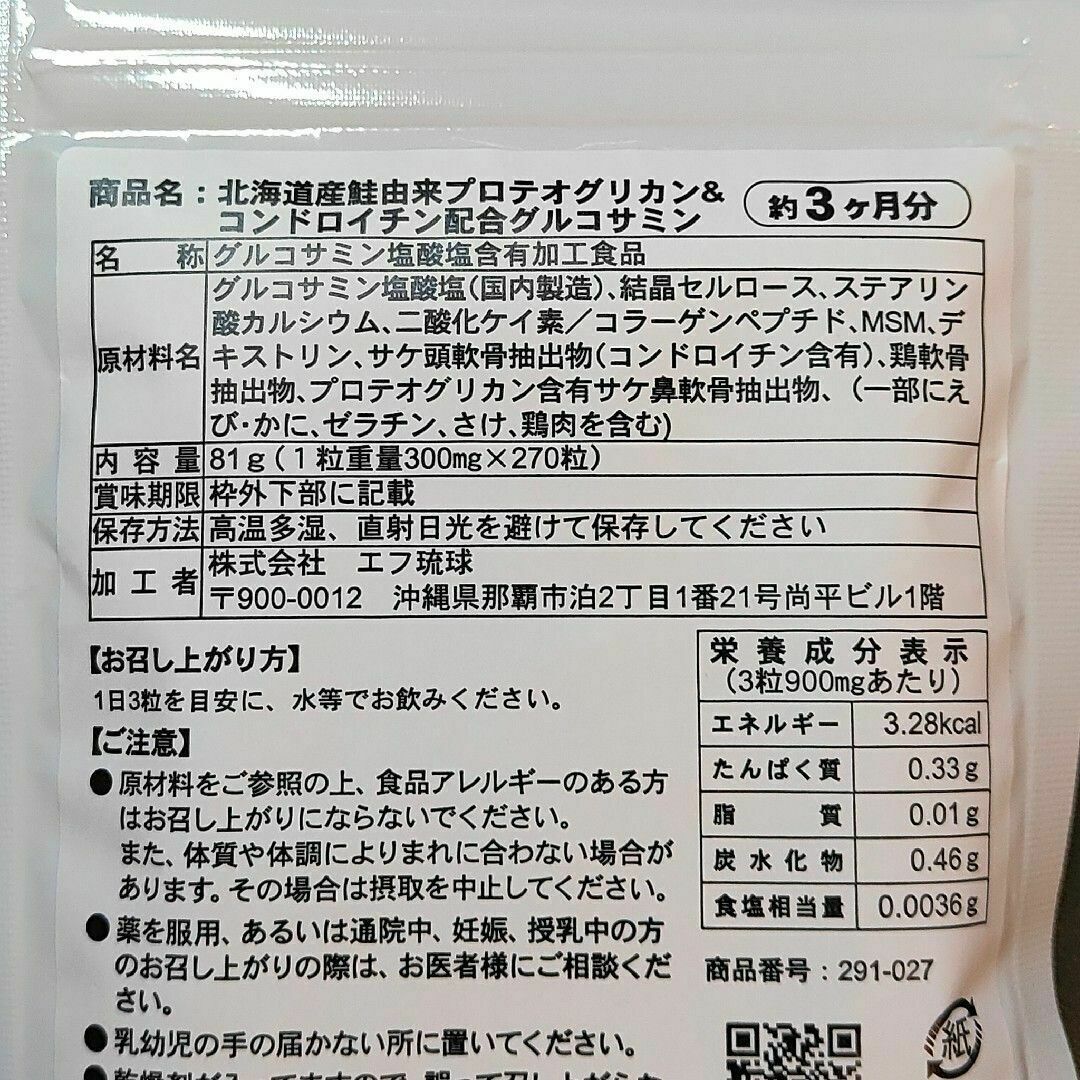 商品名：北海道産鮭由来プロテオグリカン&
コンドロイチン配合グルコサミン
約3ヶ月分
名称 グルコサミン塩酸塩含有加工食品
原材料名 グルコサミン塩酸塩（国内製造）、結晶セルロース、ステアリン
酸カルシウム、二酸化ケイ素／コラーゲンペプチド、MSM、デ
キストリン、サケ頭軟骨抽出物（コンドロイチン含有）、鶏軟骨
抽出物、プロテオグリカン含有サケ鼻軟骨抽出物、（一部にえ
び・かに、ゼラチン、さけ、鶏肉を含む)
内容量 81g（1粒重量300mg×270粒）
賞味期限 枠外下部に記載
保存方法 高温多湿、直射日光を避けて保存してください
加工者 株式会社　エフ琉球
〒900-0012　沖縄県那覇市泊2丁目1番21号尚平ビル1階
【お召し上がり方】
1日3粒を目安に、水等でお飲みください。
【ご注意】
●原材料をご参照の上、食品アレルギーのある方
はお召し上がりにならないでください。
また、体質や体調によりまれに合わない場合が
あります。その場合は摂取を中止してください。
●薬を服用、あるいは通院中、妊娠、授乳中の方
のお召し上がりの際は、お医者様にご相談くだ
さい。
●乳幼児の手の届かない所に置いてください。
●乾燥剤が入ってますので、誤って召し上がらな
栄養成分表示
（3粒900mgあたり）
エネルギー 3.28kcal
たんぱく質 0.33g
脂質 0.01g
炭水化物 0.46g
食塩相当量 0.0036g
商品番号：291-027
紙